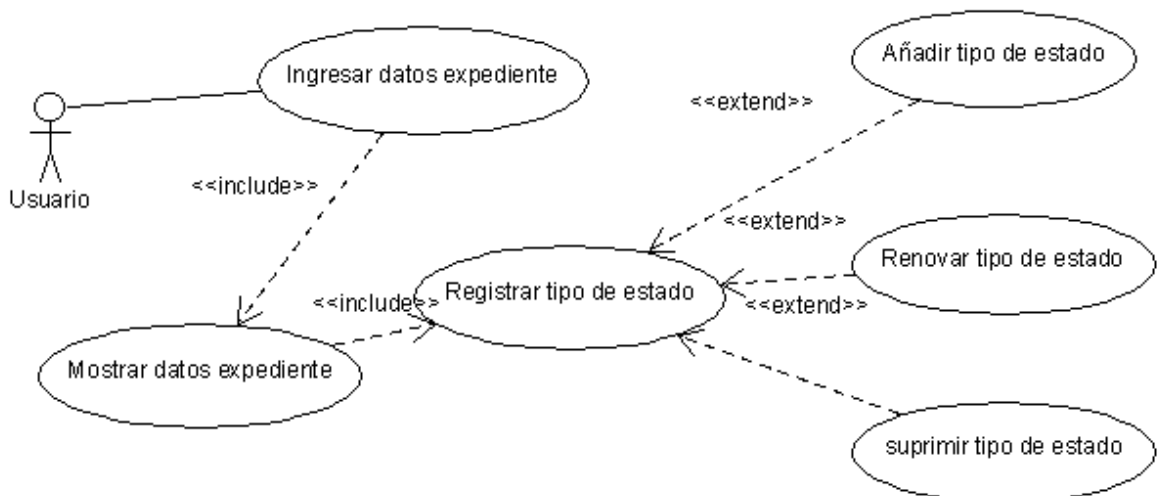 Añadir tipo de estado
Ingresar datos expediente
<<extend>>
<<include>>
Usuario
<<extend>>
Renovar tipo de estado
Registrar tipo de estado
<<include>>
<<extend>>
Mostrar datos expediente
suprimir tipo de estado